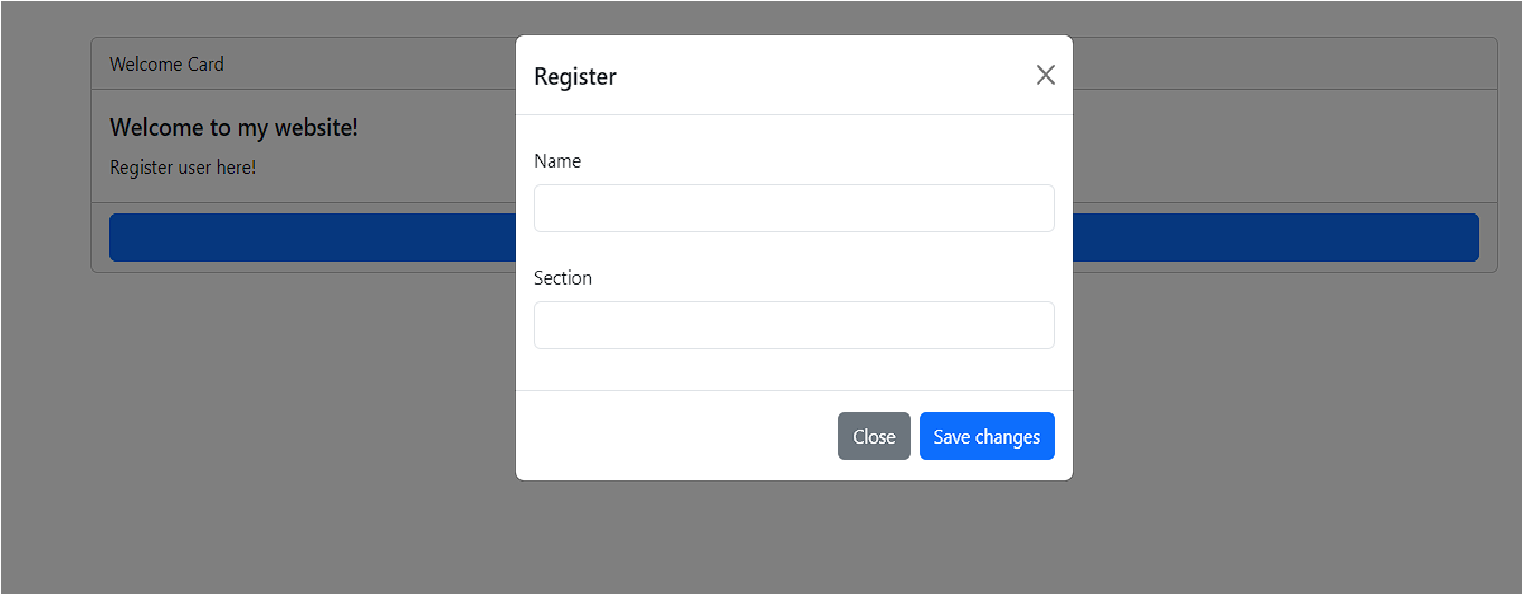 Welcome Card
Welcome to my website!
Register user here!
Register
Name
Section
Close
Save changes